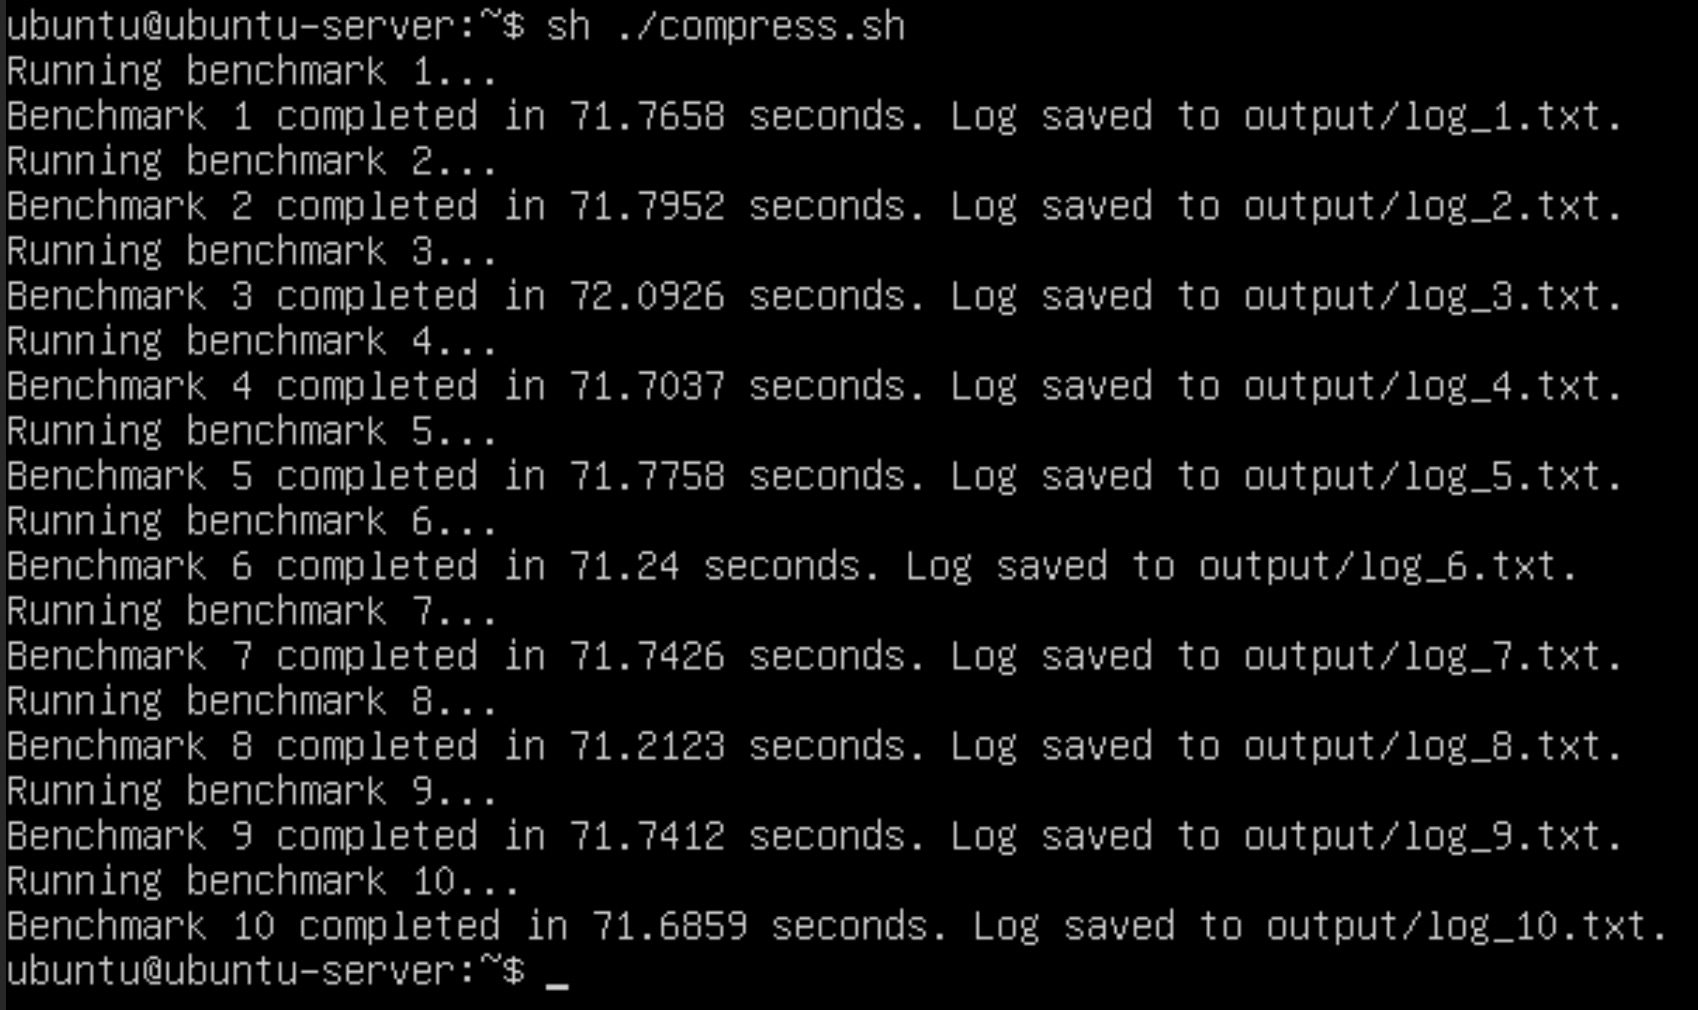 ubuntu@ubuntu-server:~$ sh ./compress.sh
Running benchmark 1...
Benchmark 1 completed in 71.7658 seconds. Log saved to output/log_1.txt.
Running benchmark 2...
Benchmark 2 completed in 71.7952 seconds. Log saved to output/log_2.txt.
Running benchmark 3...
Benchmark 3 completed in 72.0926 seconds. Log saved to output/log_3.txt.
Running benchmark 4...
Benchmark 4 completed in 71.7037 seconds. Log saved to output/log_4.txt.
Running benchmark 5...
Benchmark 5 completed in 71.7758 seconds. Log saved to output/log_5.txt.
Running benchmark 6...
Benchmark 6 completed in 71.24 seconds. Log saved to output/log_6.txt.
Running benchmark 7...
Benchmark 7 completed in 71.7426 seconds. Log saved to output/log_7.txt.
Running benchmark 8...
Benchmark 8 completed in 71.2123 seconds. Log saved to output/log_8.txt.
Running benchmark 9...
Benchmark 9 completed in 71.7412 seconds. Log saved to output/log_9.txt.
Running benchmark 10...
Benchmark 10 completed in 71.6859 seconds. Log saved to output/log_10.txt.
ubuntu@ubuntu-server:~$ _